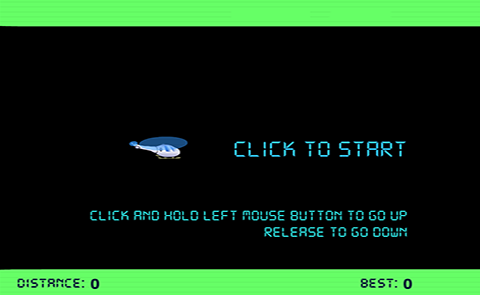 CLICK TO START
CLICK AND HOLD LEFT MOUSE BUTTON TO GO UP
RELEASE TO GO DOWN
DISTANCE: 0
BEST: 0